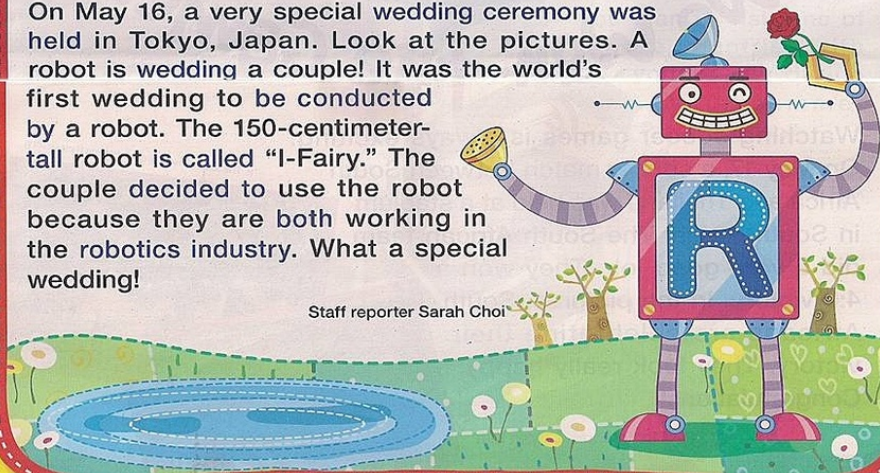 On May 16, a very special wedding ceremony was
held in Tokyo, Japan. Look at the pictures. A
robot is wedding a couple! It was the world's
first wedding to be conducted
by a robot. The 150-centimeter-
tall robot is called "I-Fairy." The
couple decided to use the robot
because they are both working in
the robotics industry. What a special
wedding!
Staff reporter Sarah Choi
R